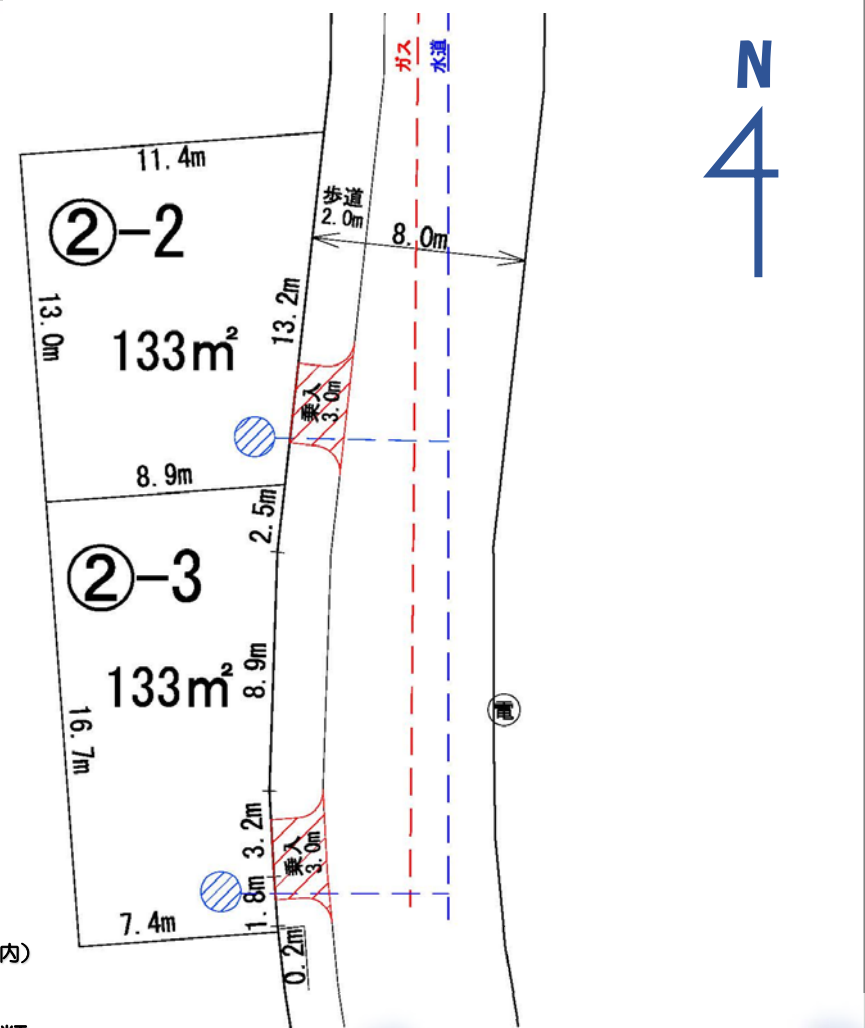 ガス
水道
N
11.4m
歩道
2.0m
②-2
8.0m
13.0m
13.2m
133㎡
乗入
3.0m
8.9m
2.5m
②-3
8.9m
133㎡
電
16.7m
3.2m
乗入
3.0m
1.8m
7.4m
0.2m
内)